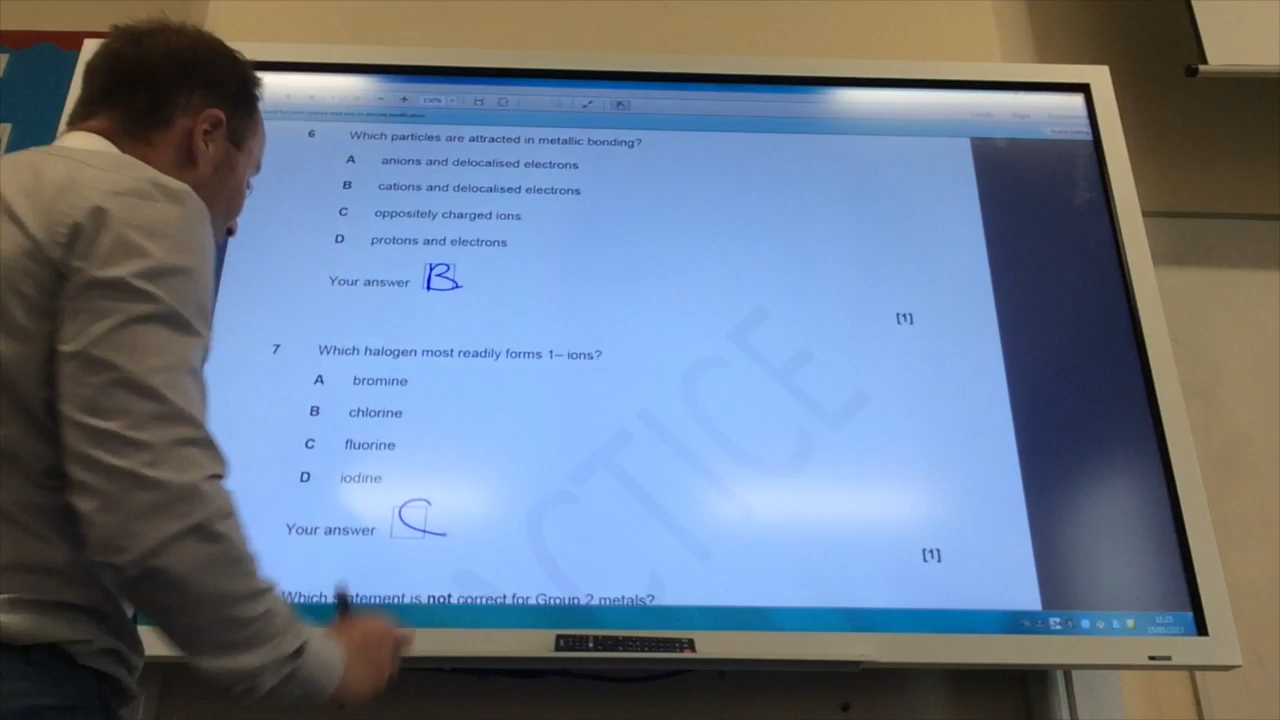 150%
6 Which particles are attracted in metallic bonding?
A anions and delocalised electrons
B cations and delocalised electrons
C oppositely charged ions
D protons and electrons
Your answer B
[1]
7 Which halogen most readily forms 1– ions?
A bromine
B chlorine
C fluorine
D iodine
Your answer C
[1]
Which statement is not correct for Group 2 metals?
PRACTICE